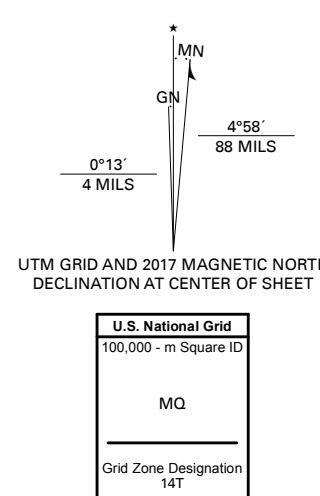 ★
MN
GN
4°58´
88 MILS
0°13´
4 MILS
UTM GRID AND 2017 MAGNETIC NORT
DECLINATION AT CENTER OF SHEET
U.S. National Grid
100,000 - m Square ID
MQ
Grid Zone Designation
14T